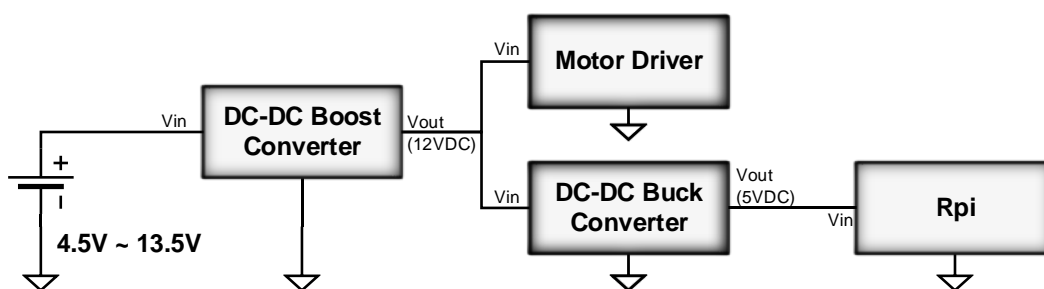 Vin
DC-DC Boost
Converter
Vout
(12VDC)
Vin
Motor Driver
Vin
DC-DC Buck
Converter
Vout
(5VDC)
Vin
Rpi
+
−
4.5V ~ 13.5V